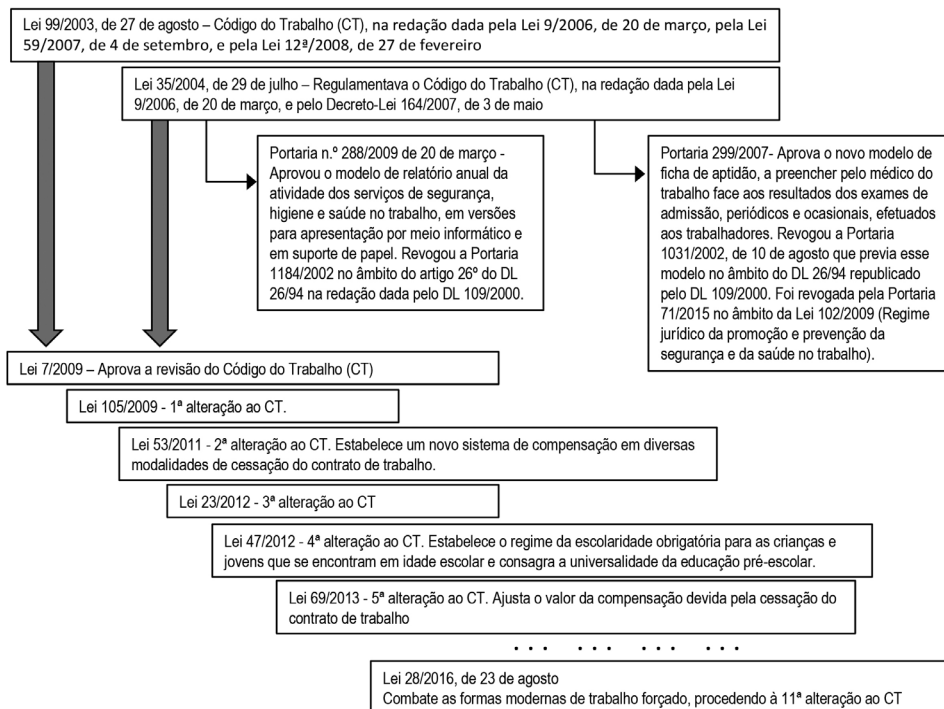 Lei 99/2003, de 27 de agosto – Código do Trabalho (CT), na redação dada pela Lei 9/2006, de 20 de março, pela Lei
59/2007, de 4 de setembro, e pela Lei 12ª/2008, de 27 de fevereiro
Lei 35/2004, de 29 de julho – Regulamentava o Código do Trabalho (CT), na redação dada pela Lei
9/2006, de 20 de março, e pelo Decreto-Lei 164/2007, de 3 de maio
Portaria n.º 288/2009 de 20 de março -
Aprovou o modelo de relatório anual da
atividade dos serviços de segurança,
higiene e saúde no trabalho, em versões
para apresentação por meio informático e
em suporte de papel. Revogou a Portaria
1184/2002 no âmbito do artigo 26º do DL
26/94 na redação dada pelo DL 109/2000.
Portaria 299/2007- Aprova o novo modelo de
ficha de aptidão, a preencher pelo médico do
trabalho face aos resultados dos exames de
admissão, periódicos e ocasionais, efetuados
aos trabalhadores. Revogou a Portaria
1031/2002, de 10 de agosto que previa esse
modelo no âmbito do DL 26/94 republicado
pelo DL 109/2000. Foi revogada pela Portaria
71/2015 no âmbito da Lei 102/2009 (Regime
jurídico da promoção e prevenção da
segurança e da saúde no trabalho).
Lei 7/2009 – Aprova a revisão do Código do Trabalho (CT)
Lei 105/2009 - 1ª alteração ao CT.
Lei 53/2011 - 2ª alteração ao CT. Estabelece um novo sistema de compensação em diversas
modalidades de cessação do contrato de trabalho.
Lei 23/2012 - 3ª alteração ao CT
Lei 47/2012 - 4ª alteração ao CT. Estabelece o regime da escolaridade obrigatória para as crianças e
jovens que se encontram em idade escolar e consagra a universalidade da educação pré-escolar.
Lei 69/2013 - 5ª alteração ao CT. Ajusta o valor da compensação devida pela cessação do
contrato de trabalho
... ... ... ...
Lei 28/2016, de 23 de agosto
Combate as formas modernas de trabalho forçado, procedendo à 11ª alteração ao CT